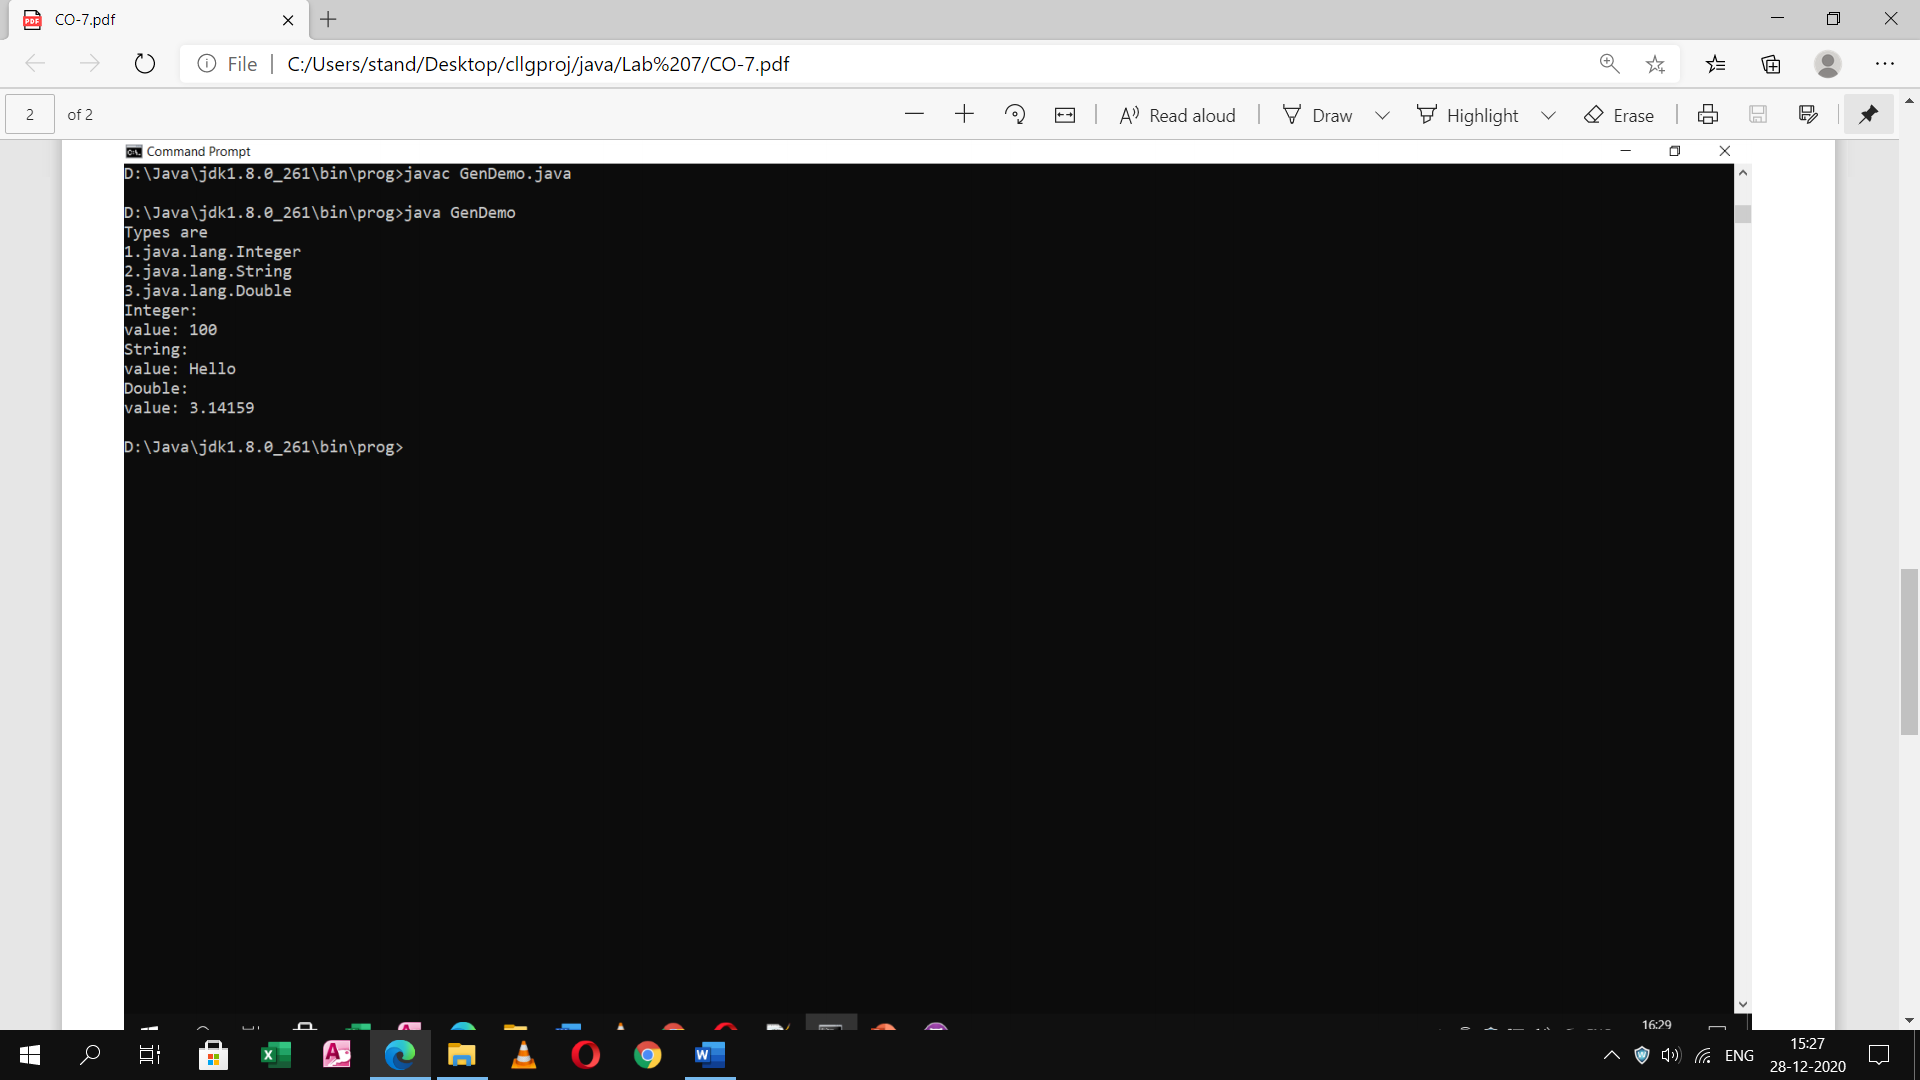 CO-7.pdf
File | C:/Users/stand/Desktop/cllgproj/java/Lab%207/CO-7.pdf
2 of 2
Read aloud
Draw
Highlight
Erase
Command Prompt
D:\Java\jdk1.8.0_261\bin\prog>javac GenDemo.java
D:\Java\jdk1.8.0_261\bin\prog>java GenDemo
Types are
1.java.lang.Integer
2.java.lang.String
3.java.lang.Double
Integer:
value: 100
String:
value: Hello
Double:
value: 3.14159
D:\Java\jdk1.8.0_261\bin\prog>
16:29
ENG
15:27
28-12-2020